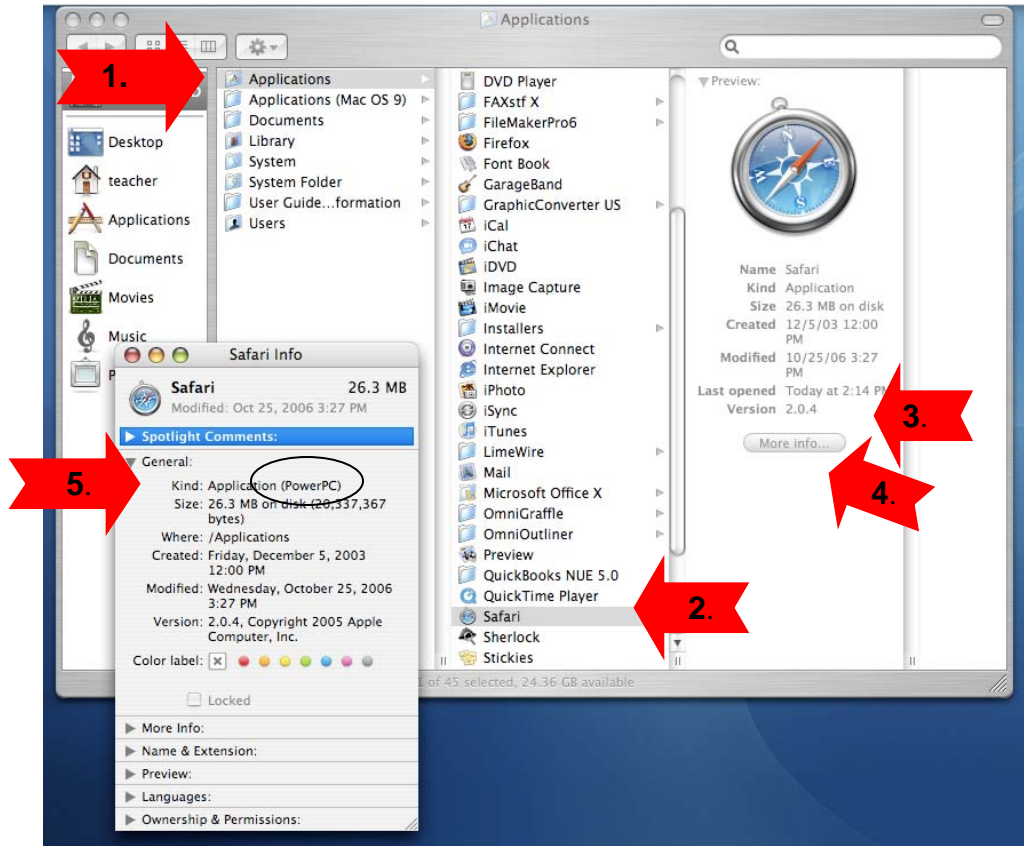 Applications
1.
Desktop
teacher
Applications
Documents
Movies
Music
Applications
Applications (Mac OS 9)
Documents
Library
System
System Folder
User Guide...formation
Users
DVD Player
FAXstf X
FileMakerPro6
Firefox
Font Book
GarageBand
GraphicConverter US
iCal
iChat
iDVD
Image Capture
iMovie
Installers
Internet Connect
Internet Explorer
iPhoto
iSync
iTunes
LimeWire
Mail
Microsoft Office X
OmniGraffle
OmniOutliner
Preview
QuickBooks NUE 5.0
QuickTime Player
Safari
Sherlock
Stickies
2.
Preview:
Name Safari
Kind Application
Size 26.3 MB on disk
Created 12/5/03 12:00
PM
Modified 10/25/06 3:27
PM
Last opened Today at 2:14 PM
Version 2.0.4
More info...
3.
4.
of 45 selected, 24.36 GB available
Safari Info
Safari 26.3 MB
Modified: Oct 25, 2006 3:27 PM
Spotlight Comments:
5.
General:
Kind: Application (PowerPC)
Size: 26.3 MB on disk (20,337,367
bytes)
Where: /Applications
Created: Friday, December 5, 2003
12:00 PM
Modified: Wednesday, October 25, 2006
3:27 PM
Version: 2.0.4, Copyright 2005 Apple
Computer, Inc.
Color label:
Locked
More Info:
Name & Extension:
Preview:
Languages:
Ownership & Permissions: